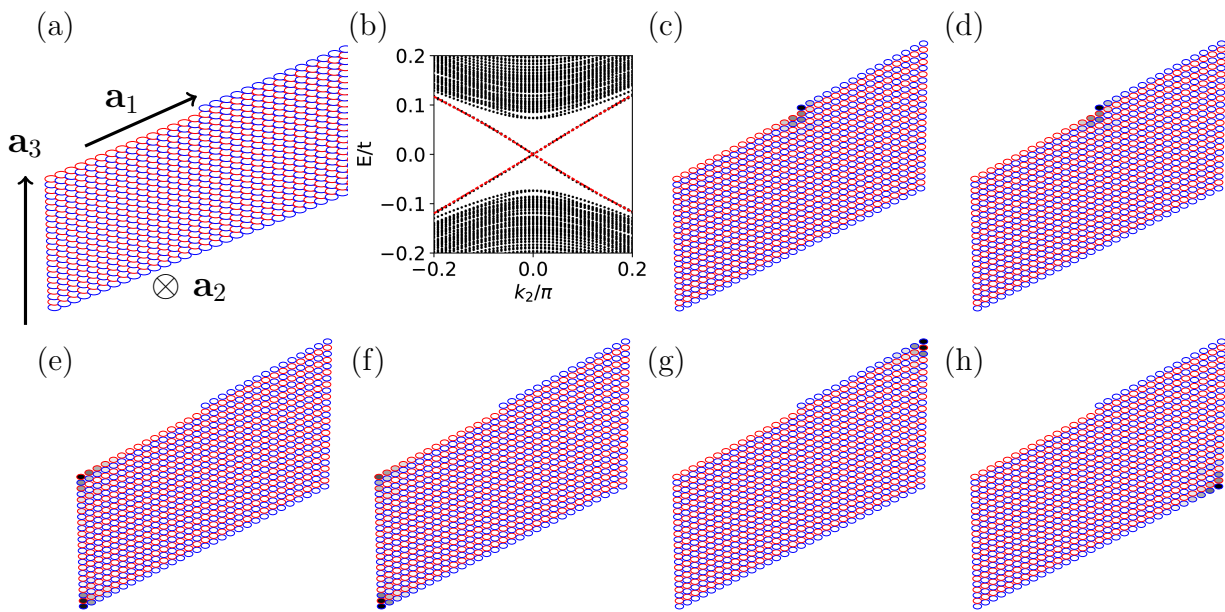 (a)
a₁
a₃
⊗ a₂
(b)
E/t
0.2
0.1
0.0
−0.1
−0.2
−0.2 0.0 0.2
k₂/π
(c)
(d)
(e)
(f)
(g)
(h)